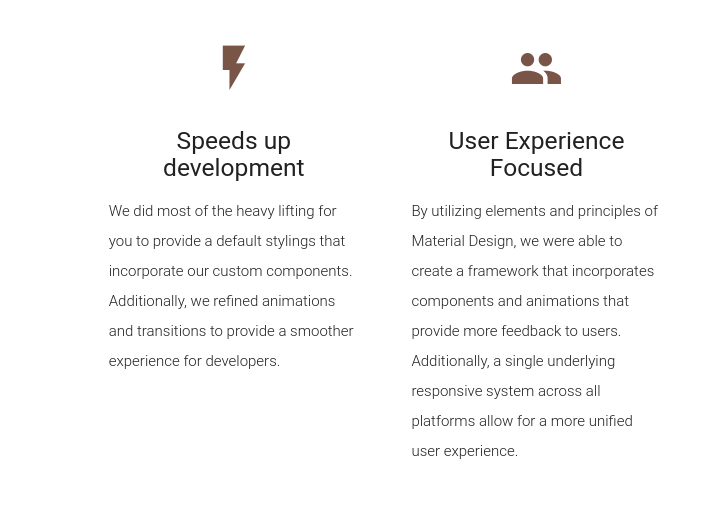 Speeds up
development
We did most of the heavy lifting for
you to provide a default stylings that
incorporate our custom components.
Additionally, we refined animations
and transitions to provide a smoother
experience for developers.
User Experience
Focused
By utilizing elements and principles of
Material Design, we were able to
create a framework that incorporates
components and animations that
provide more feedback to users.
Additionally, a single underlying
responsive system across all
platforms allow for a more unified
user experience.